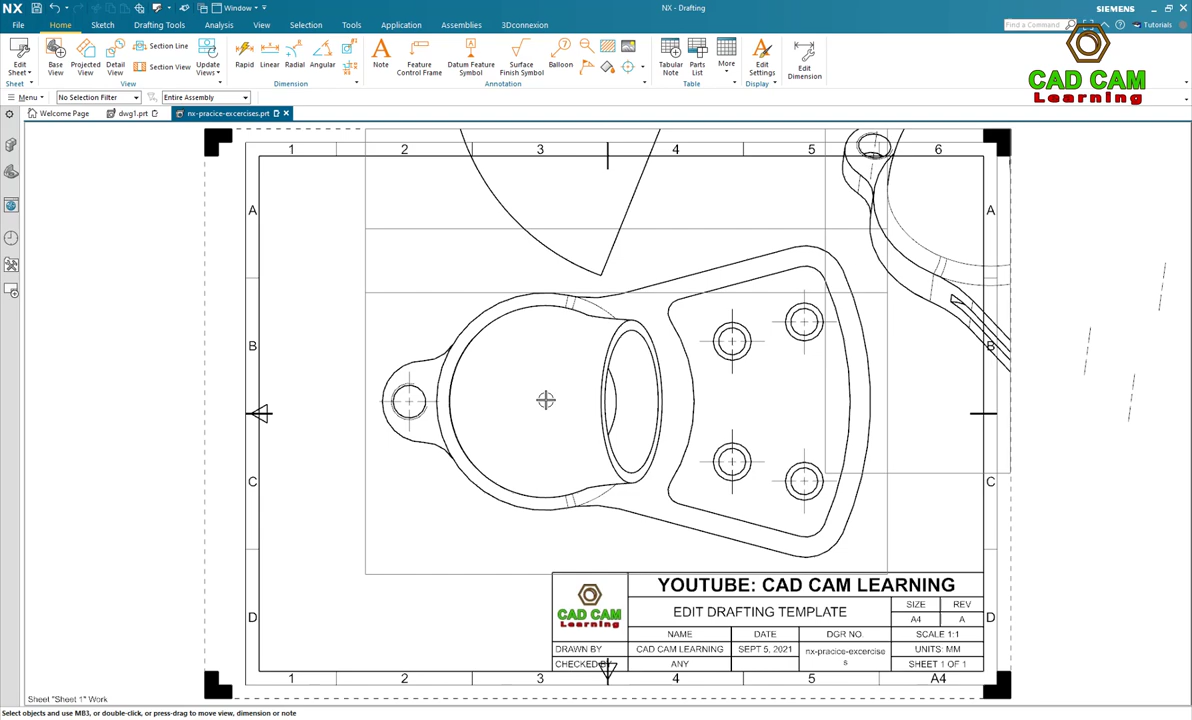 NX
Window
NX - Drafting
SIEMENS
File
Home
Sketch
Drafting Tools
Analysis
View
Selection
Tools
Application
Assemblies
3Dconnexion
Find a Command
Tutorials
Edit Sheet
Base View
Projected View
Detail View
Section Line
Section View
Update Views
Rapid
Linear
Radial
Angular
Note
Feature Control Frame
Datum Feature Symbol
Surface Finish Symbol
Balloon
Tabular Note
Parts List
More
Edit Settings
Edit Dimension
Sheet
View
Dimension
Annotation
Table
Display
CAD CAM
Learning
Menu
No Selection Filter
Entire Assembly
Welcome Page
dwg1.prt
nx-pracice-excercises.prt
1 2 3 4 5 6
A A
B B
C C
D D
YOUTUBE: CAD CAM LEARNING
EDIT DRAFTING TEMPLATE
SIZE REV
A4 A
CAD CAM
Learning
NAME DATE DGR NO. SCALE 1:1
DRAWN BY CAD CAM LEARNING SEPT 5, 2021 nx-pracice-excercise UNITS: MM
s
CHECKED BY ANY SHEET 1 OF 1
1 2 3 4 5 A4
Sheet "Sheet 1" Work
Select objects and use MB3, or double-click, or press-drag to move view, dimension or note